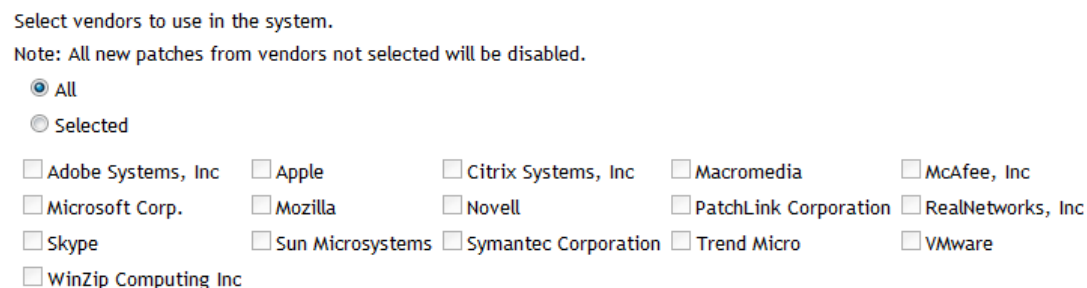 Select vendors to use in the system.
Note: All new patches from vendors not selected will be disabled.
All
Selected
Adobe Systems, Inc Apple Citrix Systems, Inc Macromedia McAfee, Inc
Microsoft Corp. Mozilla Novell PatchLink Corporation RealNetworks, Inc
Skype Sun Microsystems Symantec Corporation Trend Micro VMware
WinZip Computing Inc